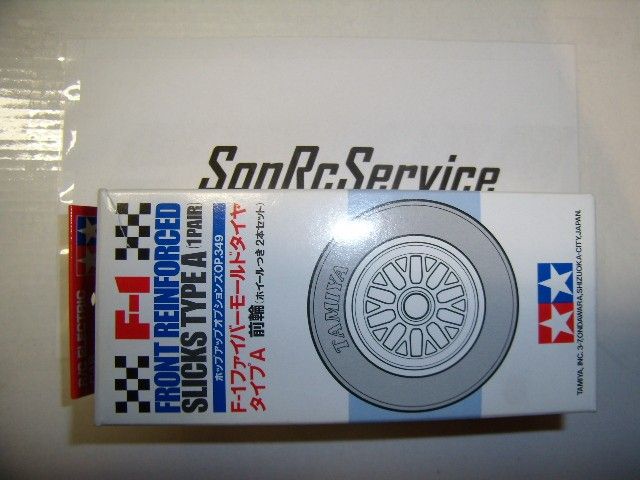 SonRcService
F-1
FRONT REINFORCED
SLICKS TYPE A (1PAIR)
ホップアップオプションズOP.349
F-1ファイバーモールドタイヤ
タイプA 前輪(ホイールつき 2本セット)
TAMIYA
TAMIYA, INC. 3-7, ONDAWARA, SHIZUOKA-CITY, JAPAN.
R/C ELECTRIC